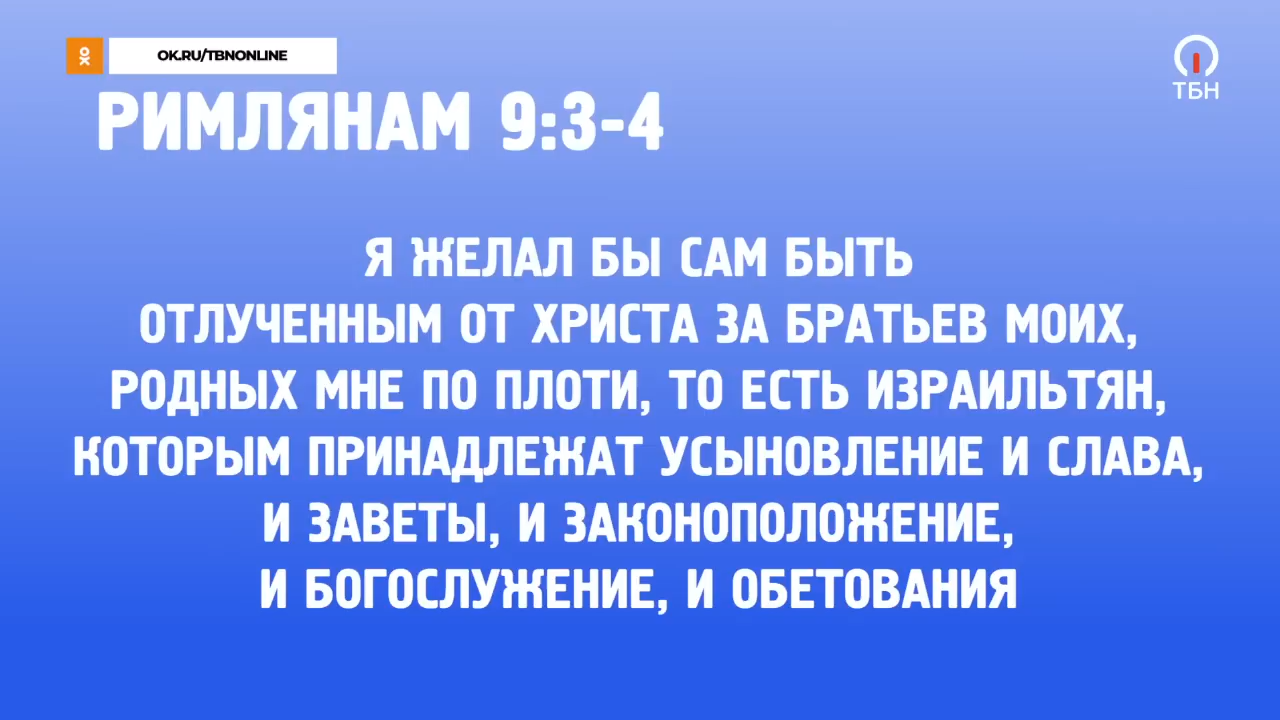 OK.RU/TBNONLINE
ТБН
РИМЛЯНАМ 9:3-4
Я ЖЕЛАЛ БЫ САМ БЫТЬ
ОТЛУЧЕННЫМ ОТ ХРИСТА ЗА БРАТЬЕВ МОИХ,
РОДНЫХ МНЕ ПО ПЛОТИ, ТО ЕСТЬ ИЗРАИЛЬТЯН,
КОТОРЫМ ПРИНАДЛЕЖАТ УСЫНОВЛЕНИЕ И СЛАВА,
И ЗАВЕТЫ, И ЗАКОНОПОЛОЖЕНИЕ,
И БОГОСЛУЖЕНИЕ, И ОБЕТОВАНИЯ